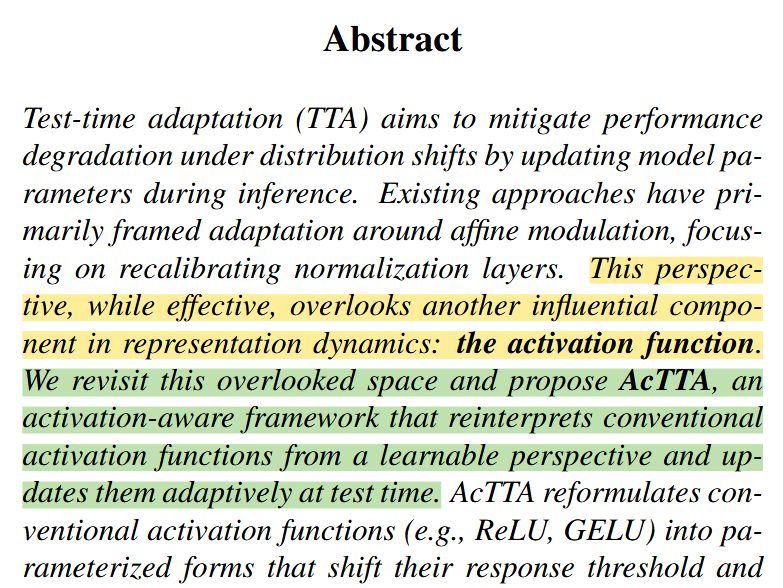 Abstract
Test-time adaptation (TTA) aims to mitigate performance
degradation under distribution shifts by updating model pa-
rameters during inference. Existing approaches have pri-
marily framed adaptation around affine modulation, focus-
ing on recalibrating normalization layers. This perspec-
tive, while effective, overlooks another influential compo-
nent in representation dynamics: the activation function.
We revisit this overlooked space and propose AcTTA, an
activation-aware framework that reinterprets conventional
activation functions from a learnable perspective and up-
dates them adaptively at test time. AcTTA reformulates con-
ventional activation functions (e.g., ReLU, GELU) into pa-
rameterized forms that shift their response threshold and